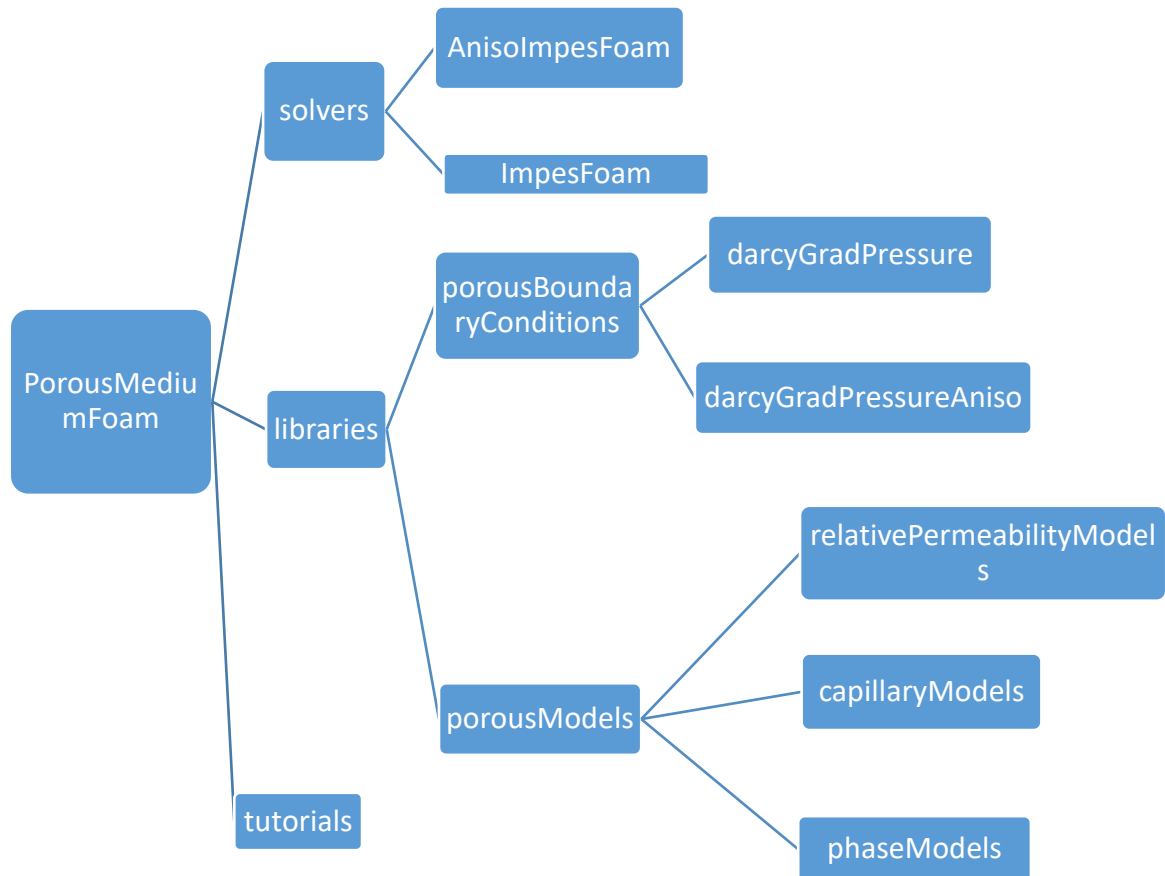 AnisoImpesFoam
solvers
ImpesFoam
darcyGradPressure
porousBounda
ryConditions
PorousMediu
mFoam
darcyGradPressureAniso
libraries
relativePermeabilityModel
s
capillaryModels
porousModels
tutorials
phaseModels